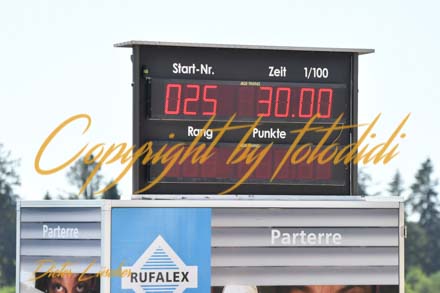 Start-Nr. Zeit 1/100
025 30.00
Rang Punkte
Copyright by fotodidi
Parterre
Parterre
RUFALEX